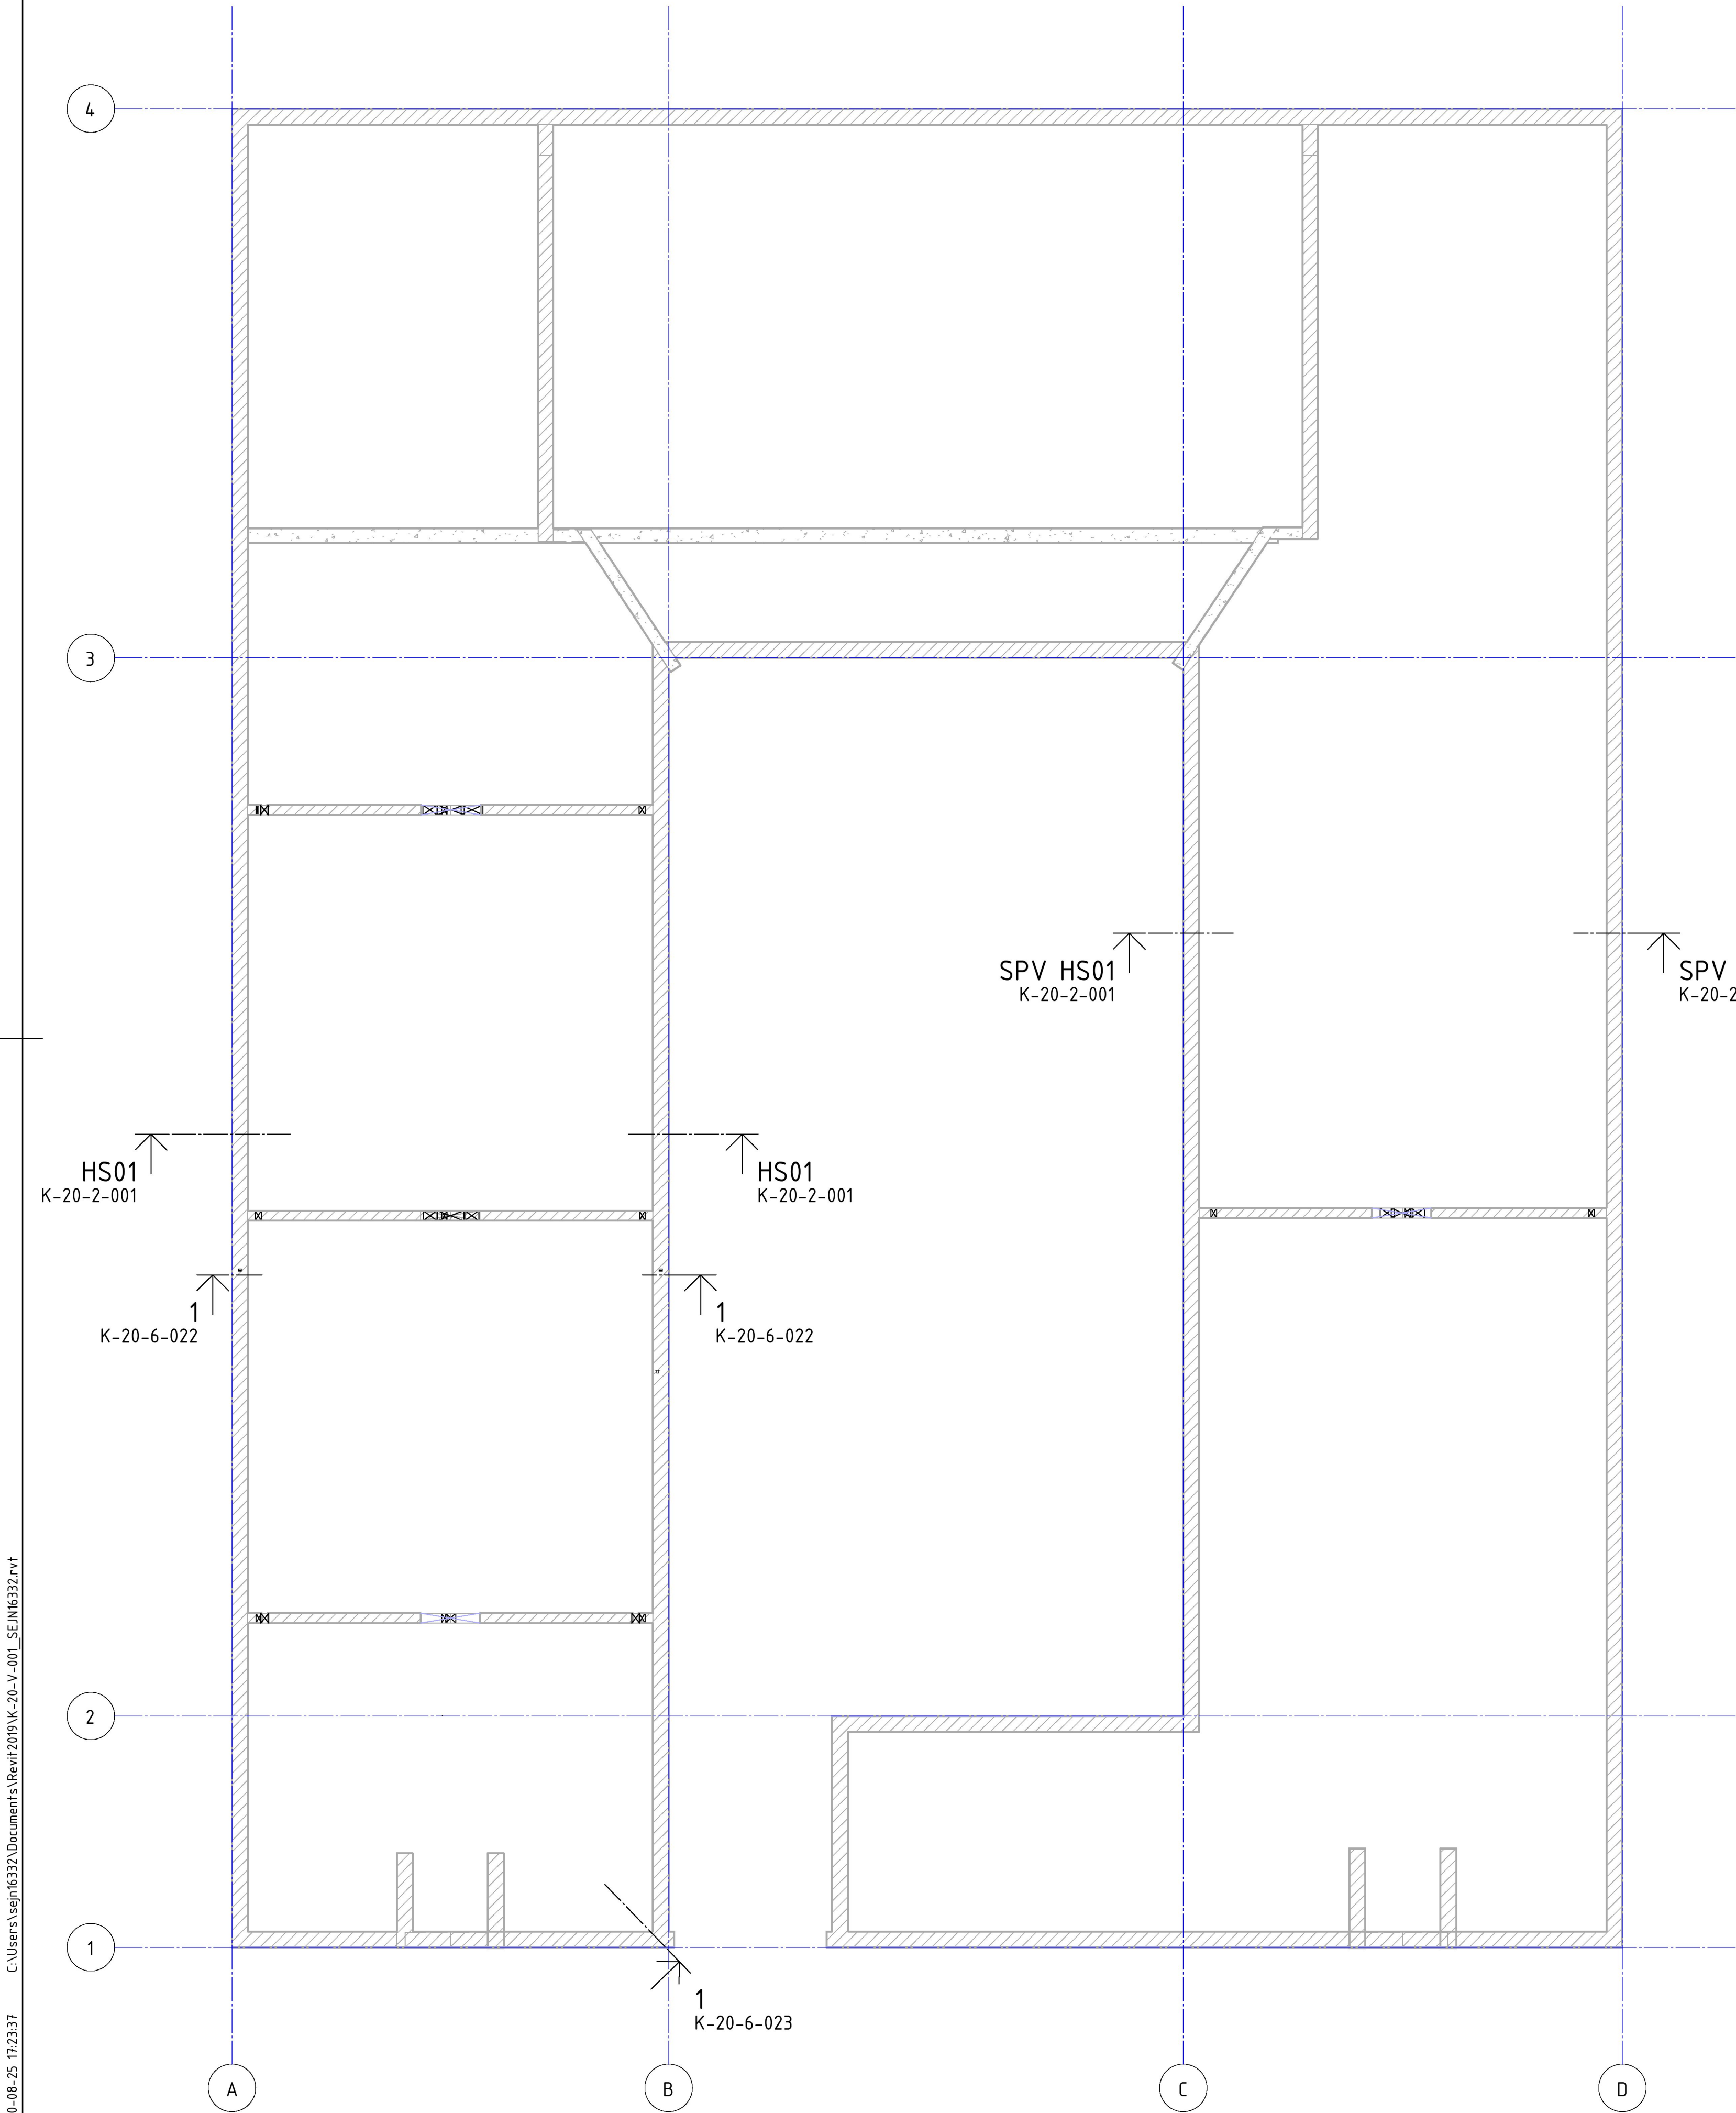 4
3
SPV HS01
K-20-2-001
SPV
K-20-2
HS01
K-20-2-001
HS01
K-20-2-001
1
K-20-6-022
1
K-20-6-022
2
1
1
K-20-6-023
A
B
C
D
0-08-25 17:23:37 C:\Users\sejn16332\Documents\Revit2019\K-20-V-001_SEJN16332.rvt